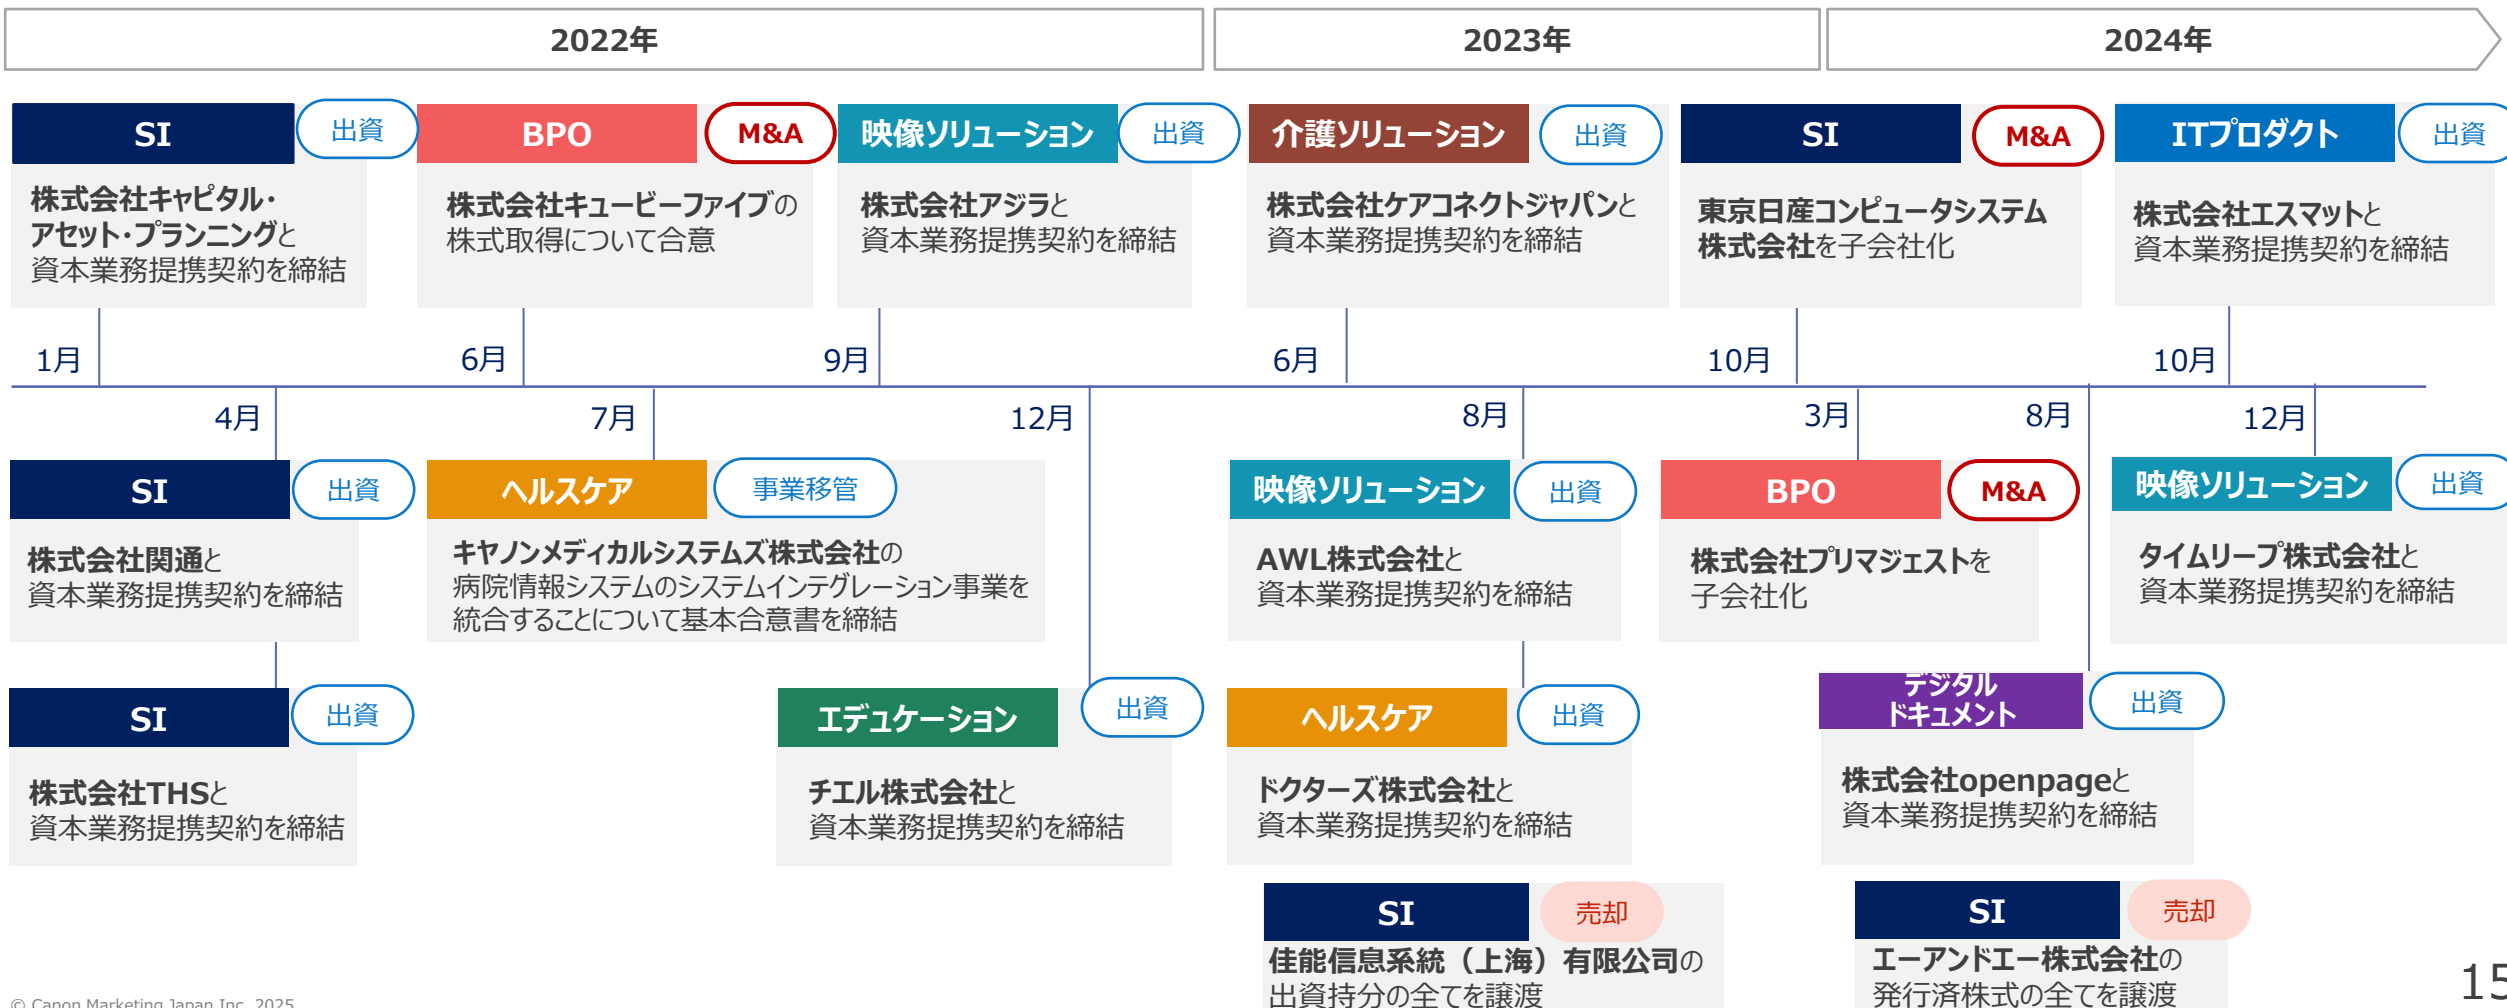 2022年
2023年
2024年
SI
出資
株式会社キャピタル・
アセット・プランニングと
資本業務提携契約を締結
BPO
M&A
株式会社キュービーファイブの
株式取得について合意
映像ソリューション
出資
株式会社アジラと
資本業務提携契約を締結
介護ソリューション
出資
株式会社ケアコネクトジャパンと
資本業務提携契約を締結
SI
M&A
東京日産コンピュータシステム
株式会社を子会社化
ITプロダクト
出資
株式会社エスマットと
資本業務提携契約を締結
1月
6月
9月
6月
10月
10月
4月
7月
12月
8月
3月
8月
12月
SI
出資
株式会社関通と
資本業務提携契約を締結
ヘルスケア
事業移管
キヤノンメディカルシステムズ株式会社の
病院情報システムのシステムインテグレーション事業を
統合することについて基本合意書を締結
映像ソリューション
出資
AWL株式会社と
資本業務提携契約を締結
BPO
M&A
株式会社プリマジェストを
子会社化
映像ソリューション
出資
タイムリープ株式会社と
資本業務提携契約を締結
SI
出資
株式会社THSと
資本業務提携契約を締結
エデュケーション
出資
チエル株式会社と
資本業務提携契約を締結
ヘルスケア
出資
ドクターズ株式会社と
資本業務提携契約を締結
デジタル
ドキュメント
出資
株式会社openpageと
資本業務提携契約を締結
SI
売却
佳能信息系統（上海）有限公司の
出資持分の全てを譲渡
SI
売却
エーアンドエー株式会社の
発行済株式の全てを譲渡
© Canon Marketing Japan Inc. 2025
15